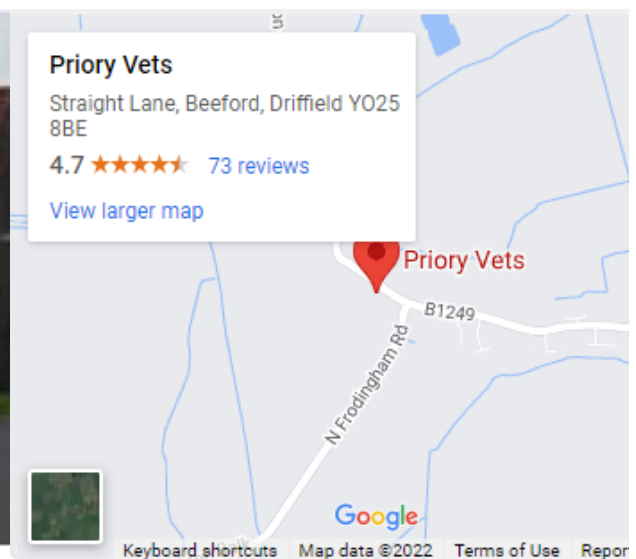 Priory Vets
Straight Lane, Beeford, Driffield YO25
8BE
4.7 73 reviews
View larger map
Priory Vets
B1249
N Frodingham Rd
Google
Keyboard shortcuts Map data ©2022 Terms of Use Repor